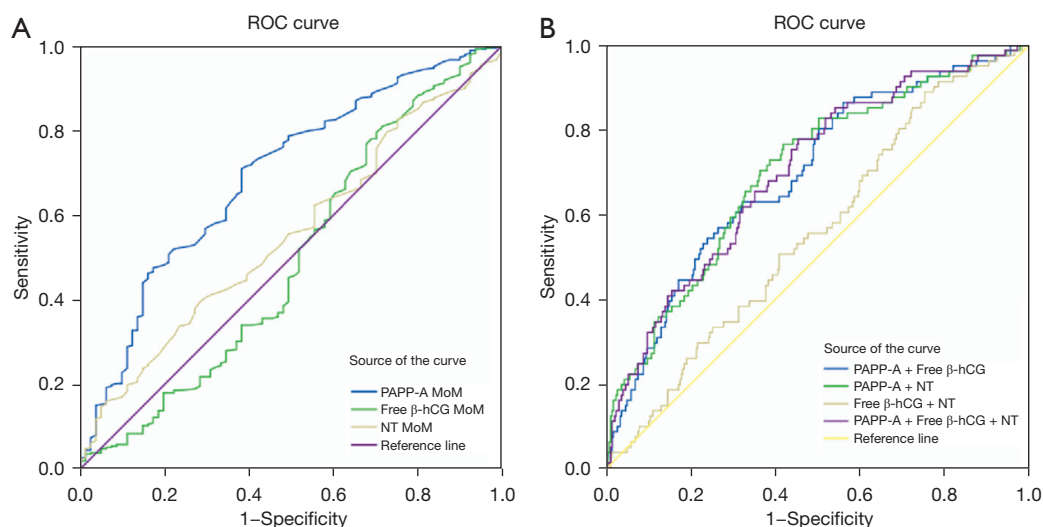 A
ROC curve
1.0
0.8
0.6
0.4
0.2
0.0
Sensitivity
0.0 0.2 0.4 0.6 0.8 1.0
1–Specificity
Source of the curve
PAPP-A MoM
Free β-hCG MoM
NT MoM
Reference line
B
ROC curve
1.0
0.8
0.6
0.4
0.2
0.0
Sensitivity
0.0 0.2 0.4 0.6 0.8 1.0
1–Specificity
Source of the curve
PAPP-A + Free β-hCG
PAPP-A + NT
Free β-hCG + NT
PAPP-A + Free β-hCG + NT
Reference line